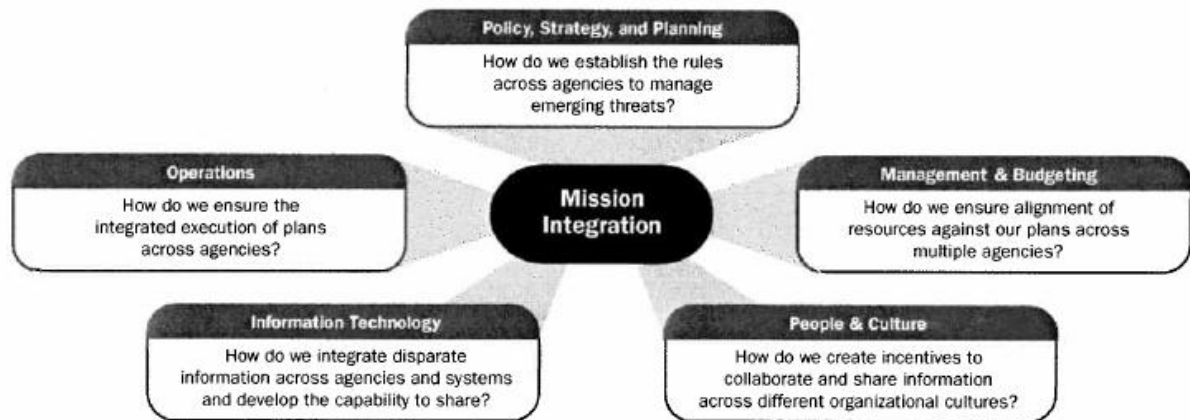 Policy, Strategy, and Planning
How do we establish the rules
across agencies to manage
emerging threats?
Operations
How do we ensure the
integrated execution of plans
across agencies?
Mission
Integration
Management & Budgeting
How do we ensure alignment of
resources against our plans across
multiple agencies?
Information Technology
How do we integrate disparate
information across agencies and systems
and develop the capability to share?
People & Culture
How do we create incentives to
collaborate and share information
across different organizational cultures?